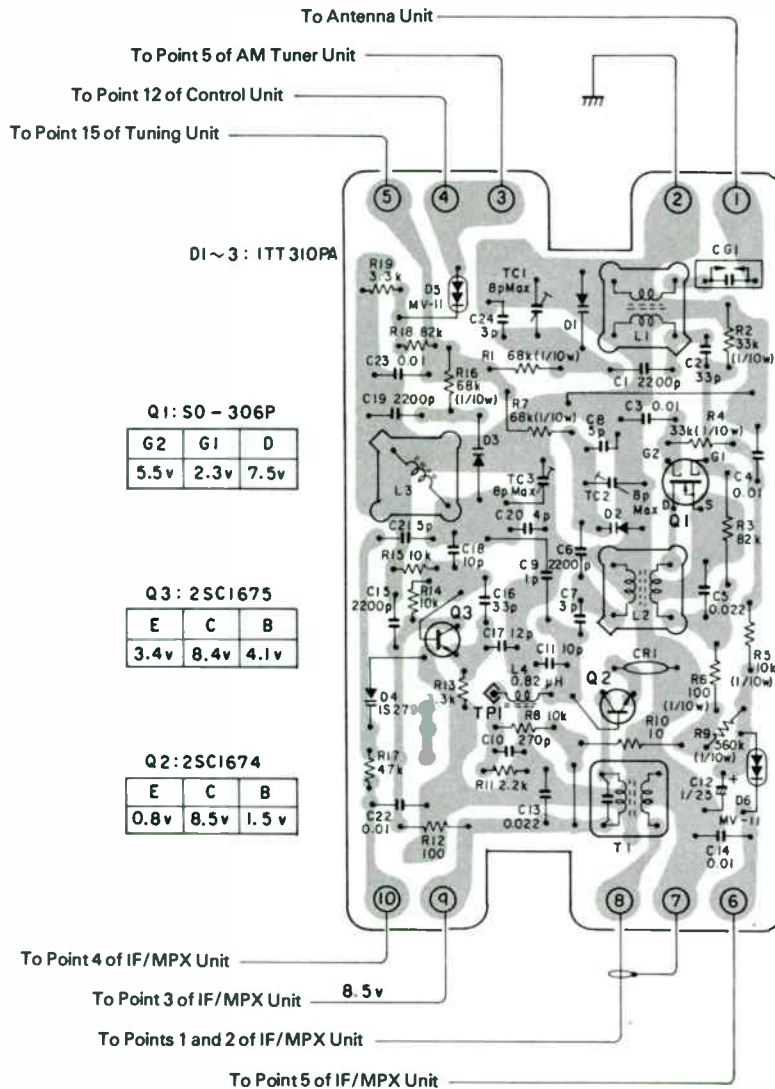 To Antenna Unit
To Point 5 of AM Tuner Unit
To Point 12 of Control Unit
To Point 15 of Tuning Unit
5
4
3
2
1
D1~3: ITT310PA
CG1
R19
3.3k
D5
MV-11
TC1
8pMax
C24
3p
D1
L1
R2
33k
(1/10w)
R18 82k
C23 0.01
R16
68k
(1/10w)
R1 68k(1/10w)
C1 2200p
C2
33p
C19 2200p
R7
68k(1/10w)
C8
5p
C3 0.01
R4
33k(1/10w)
Q1: SO-306P
G2 G1 D
5.5v 2.3v 7.5v
D3
L3
TC3
8pMax
TC2
8p
Max
G2
G1
D
S
Q1
C4
0.01
R3
82k
C21 5p
C20 4p
D2
R15 10k
C18
10p
C9
1p
C6
2200p
L2
C5
0.022
C15
2200p
R14
10k
Q3
C16
33p
C7
3p
Q3: 2SC1675
E C B
3.4v 8.4v 4.1v
C17 12p
C11 10p
CR1
R5
10k
(1/10w)
L4
0.82 μH
Q2
R6
100
(1/10w)
D4
R13
TP1
R8 10k
R10
10
R9
560k
(1/10w)
C10
270p
R17
47k
Q2: 2SC1674
E C B
0.8v 8.5v 1.5v
R11 2.2k
C13
0.022
T1
C12
1/25
+
D6
MV-11
C22
0.01
R12
100
C14
0.01
10
9
8
7
6
To Point 4 of IF/MPX Unit
To Point 3 of IF/MPX Unit 8.5v
To Points 1 and 2 of IF/MPX Unit
To Point 5 of IF/MPX Unit